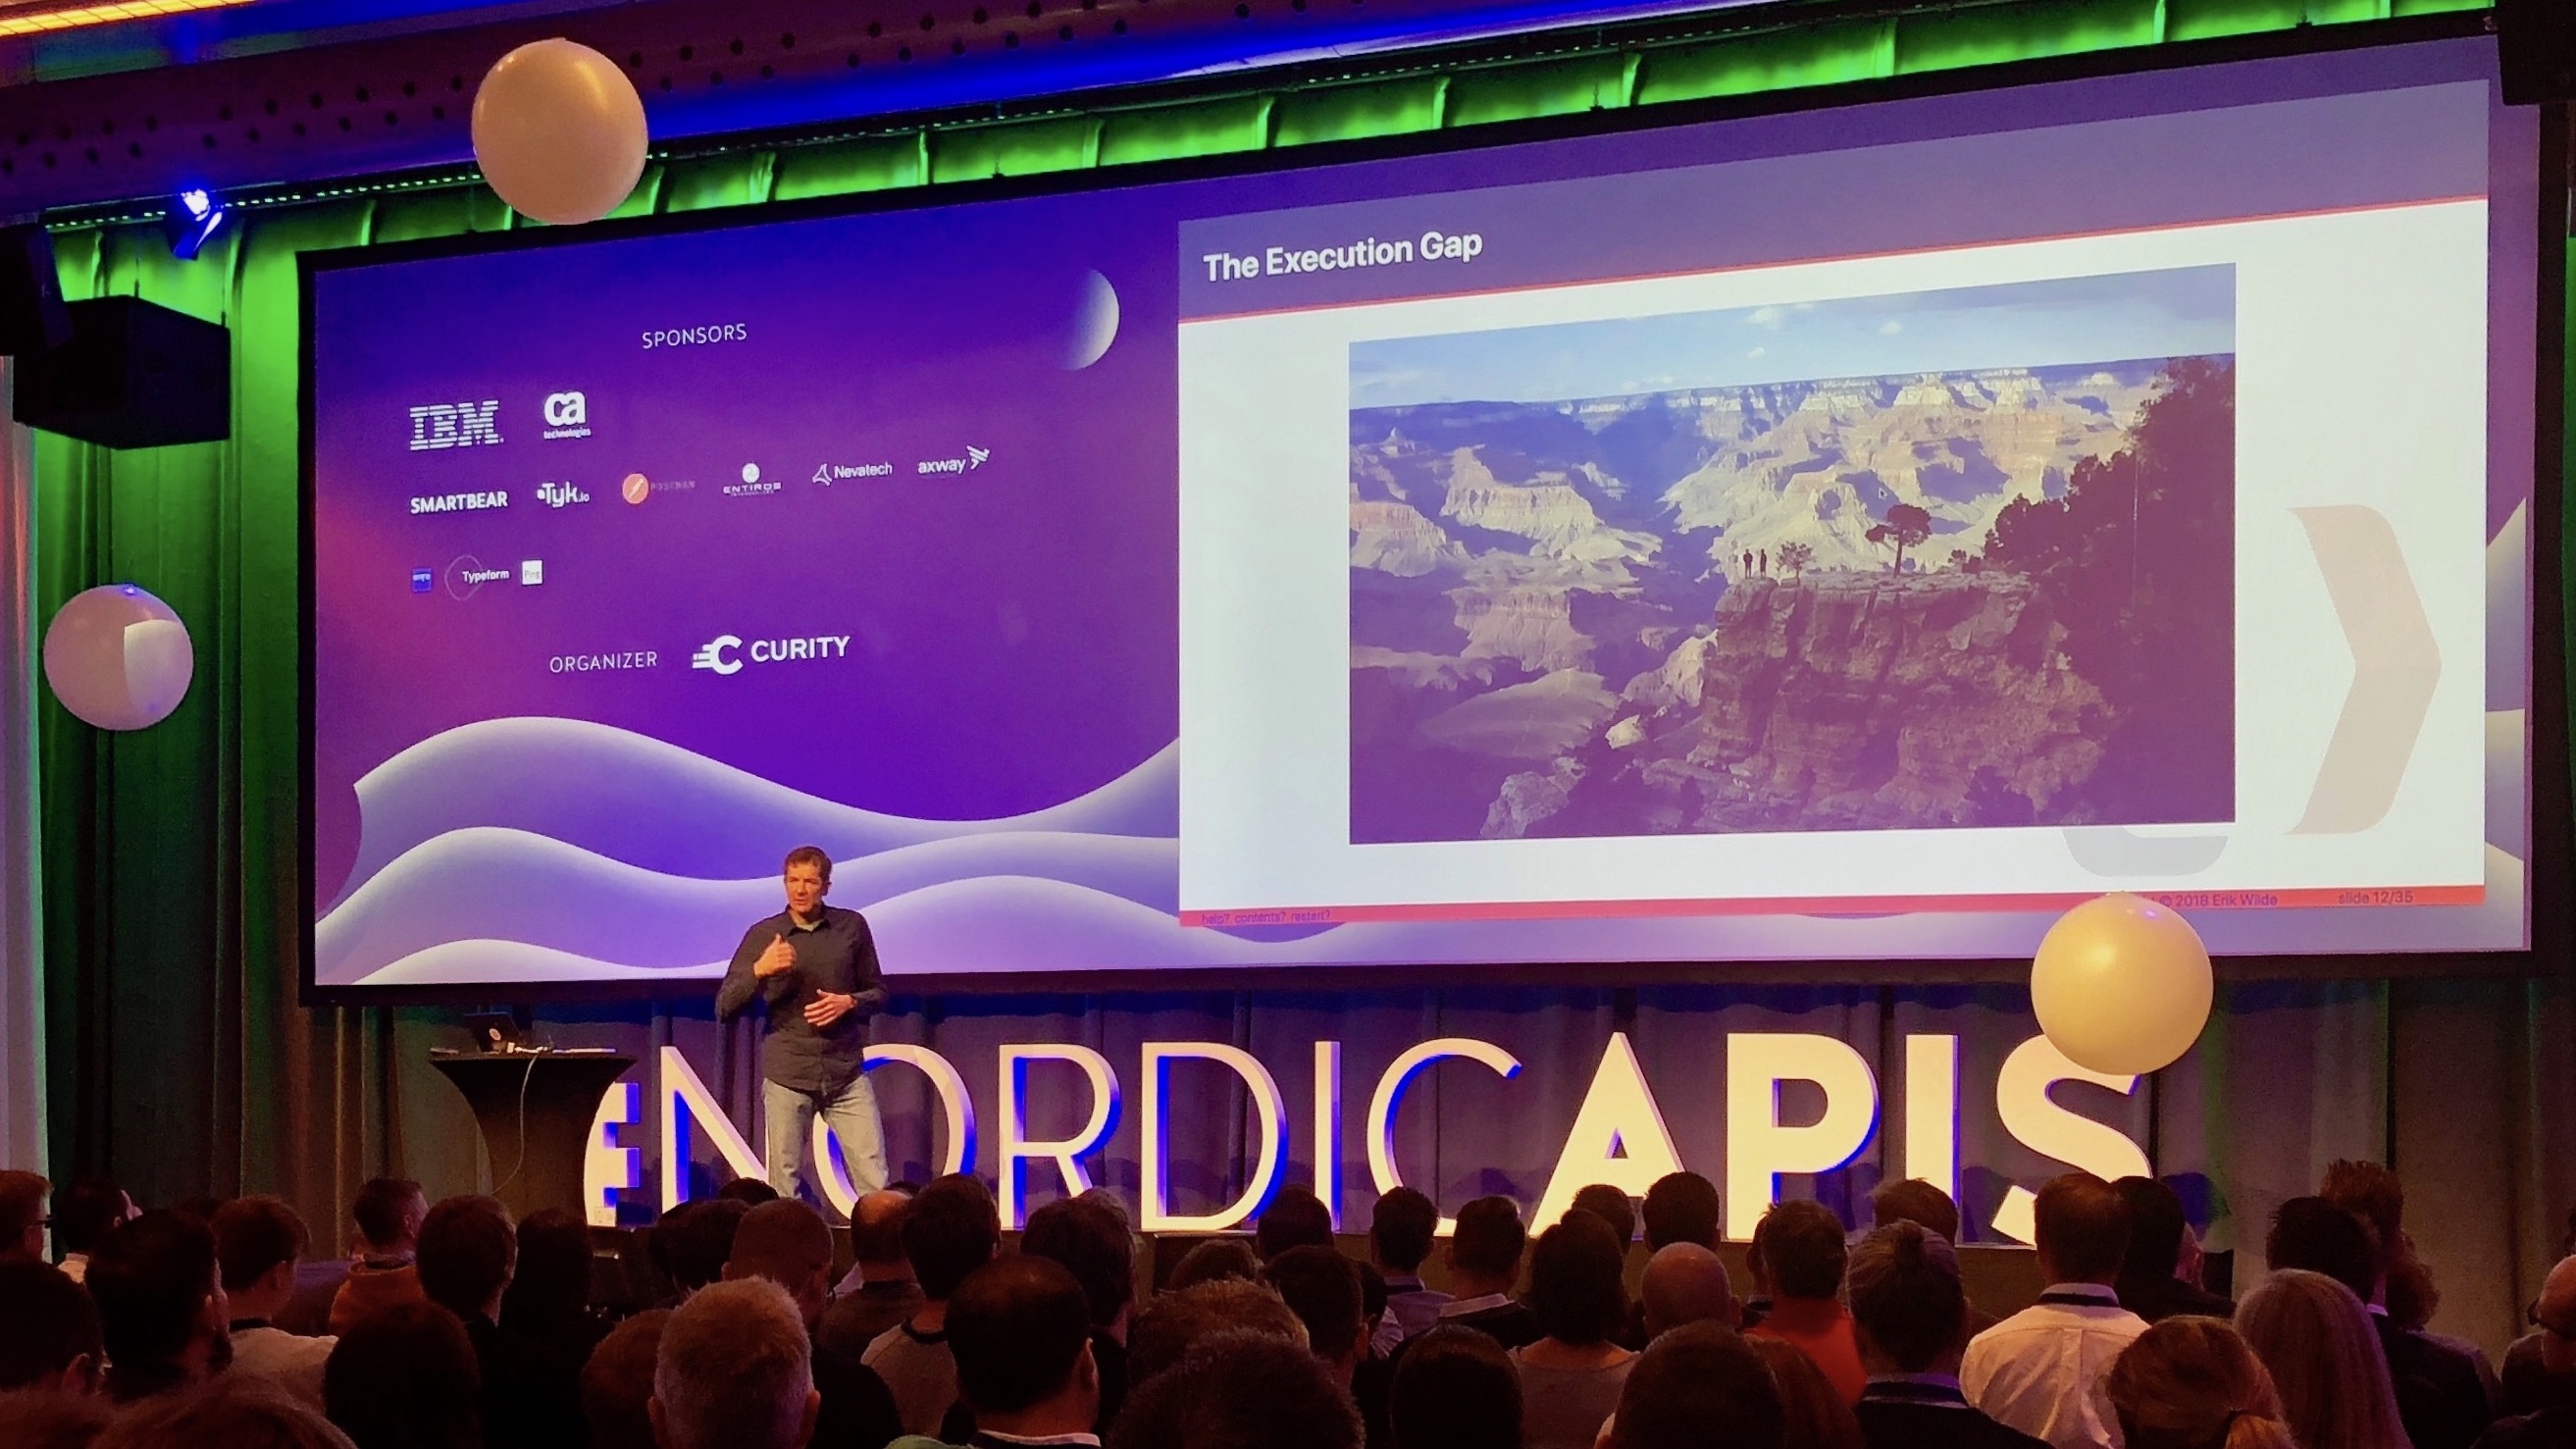 SPONSORS
IBM
ca
technologies
SMARTBEAR
Tyk.io
POSTMAN
ENTIROS
Nevatech
axway
Typeform
Ping
ORGANIZER
CURITY
The Execution Gap
help? contents? restart?
© 2018 Erik Wilde
slide 12/35
NORDICAPIS